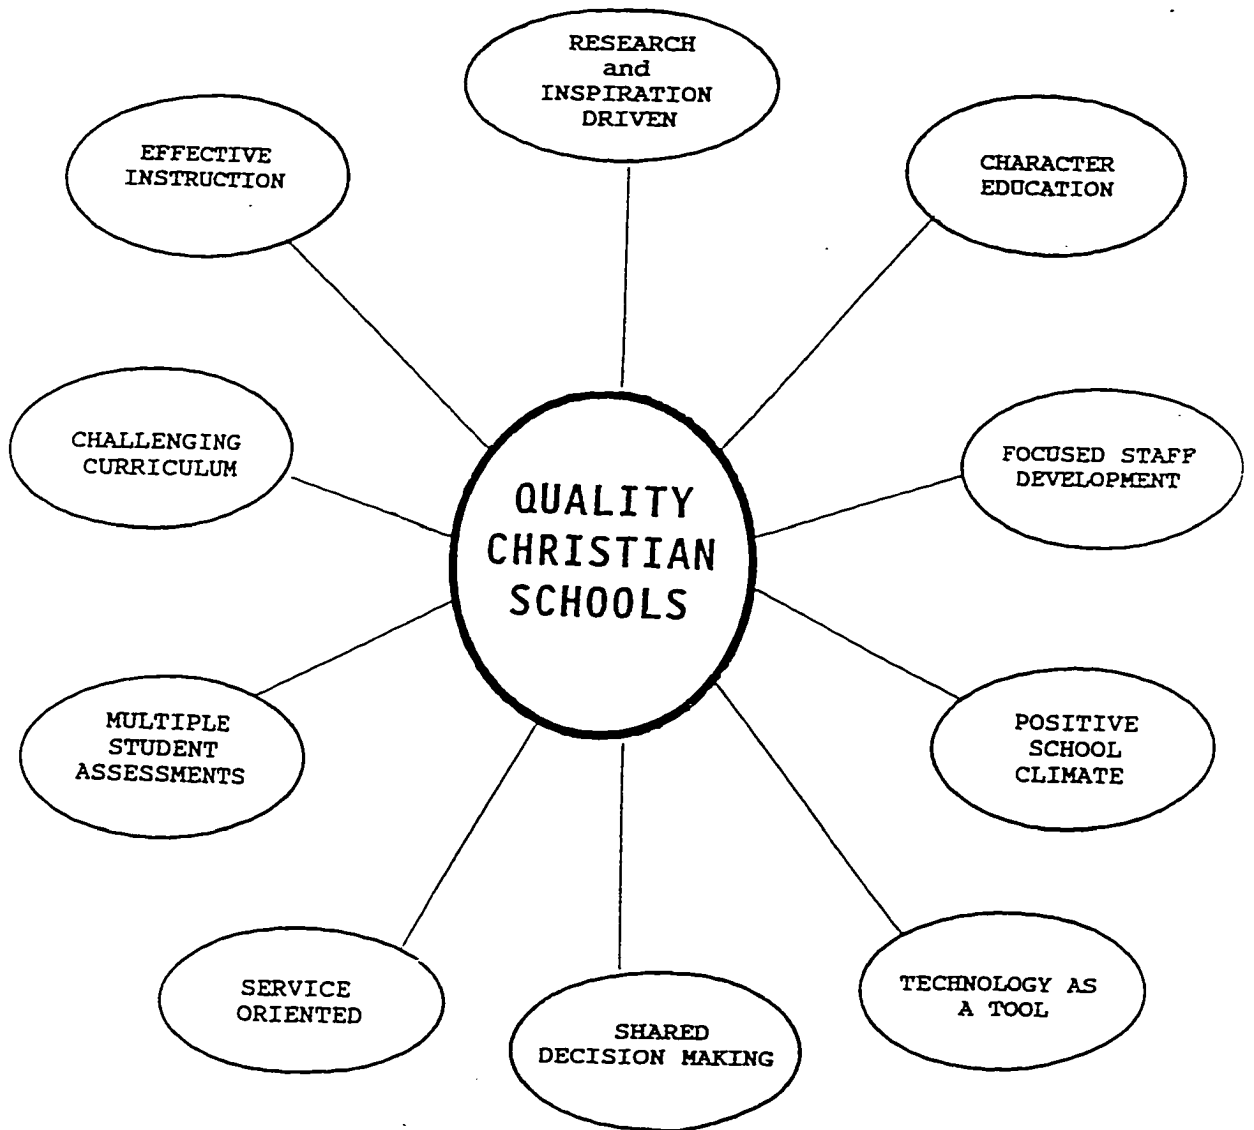 RESEARCH
and
INSPIRATION
DRIVEN
EFFECTIVE
INSTRUCTION
CHARACTER
EDUCATION
CHALLENGING
CURRICULUM
FOCUSED STAFF
DEVELOPMENT
QUALITY
CHRISTIAN
SCHOOLS
MULTIPLE
STUDENT
ASSESSMENTS
POSITIVE
SCHOOL
CLIMATE
SERVICE
ORIENTED
TECHNOLOGY AS
A TOOL
SHARED
DECISION MAKING